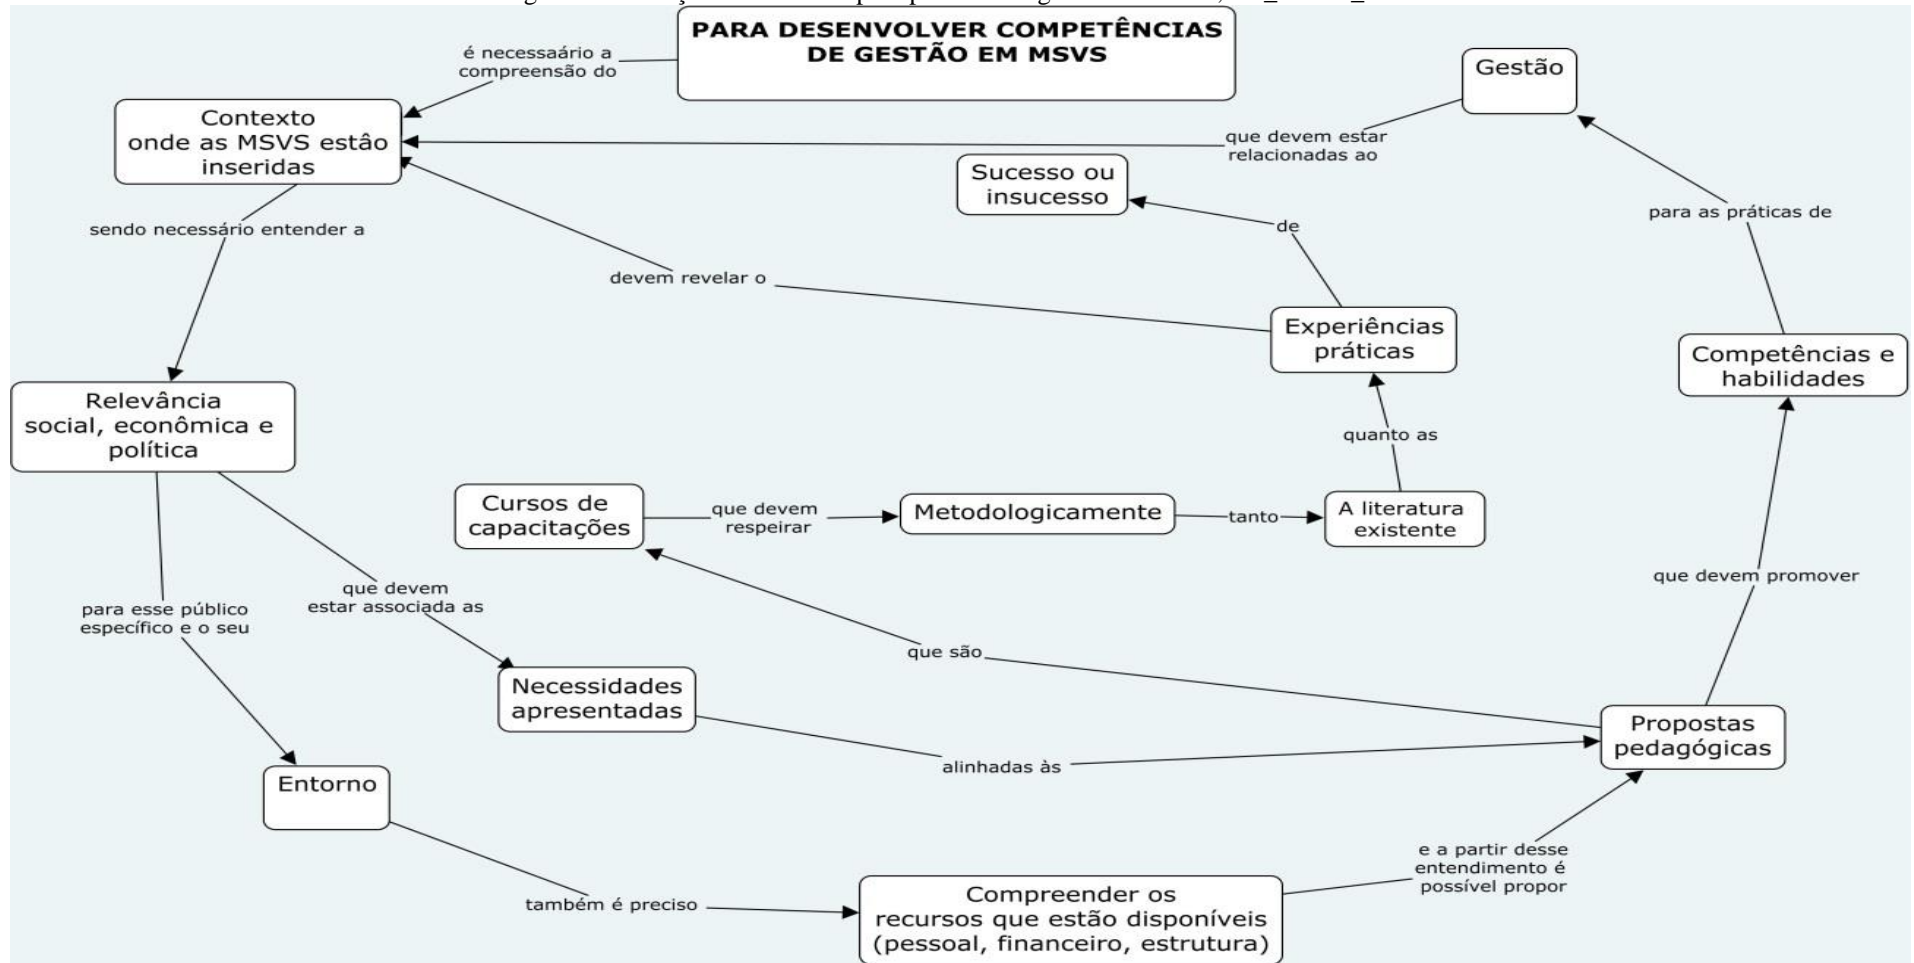 PARA DESENVOLVER COMPETÊNCIAS
DE GESTÃO EM MSVS
é necessaário a
compreensão do
Gestão
Contexto
onde as MSVS estâo
inseridas
que devem estar
relacionadas ao
Sucesso ou
insucesso
para as práticas de
de
sendo necessário entender a
devem revelar o
Experiências
práticas
Competências e
habilidades
Relevância
social, econômica e
política
quanto as
Cursos de
capacitações
que devem
respeirar
Metodologicamente
tanto
A literatura
existente
que devem promover
que devem
estar associada as
para esse público
específico e o seu
que são
Necessidades
apresentadas
Propostas
pedagógicas
alinhadas às
Entorno
e a partir desse
entendimento é
possível propor
também é preciso
Compreender os
recursos que estão disponíveis
(pessoal, financeiro, estrutura)